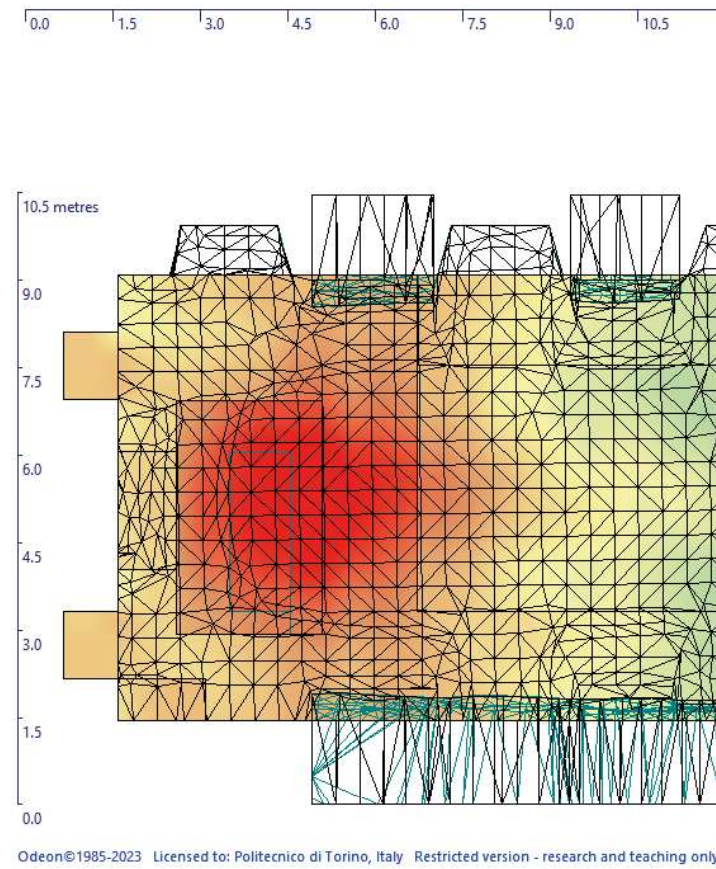 0.0 1.5 3.0 4.5 6.0 7.5 9.0 10.5
10.5 metres
9.0
7.5
6.0
4.5
3.0
1.5
0.0
Odeon©1985-2023 Licensed to: Politecnico di Torino, Italy Restricted version - research and teaching only